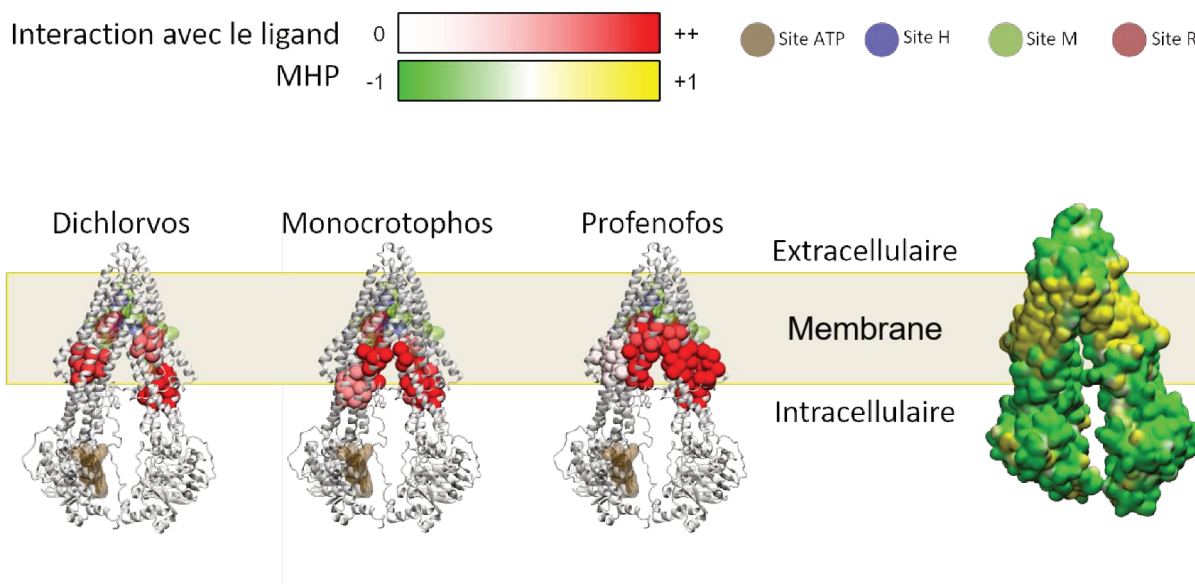 Interaction avec le ligand 0 ++
MHP -1 +1
Site ATP Site H Site M Site R
Dichlorvos Monocrotophos Profenofos
Extracellulaire
Membrane
Intracellulaire